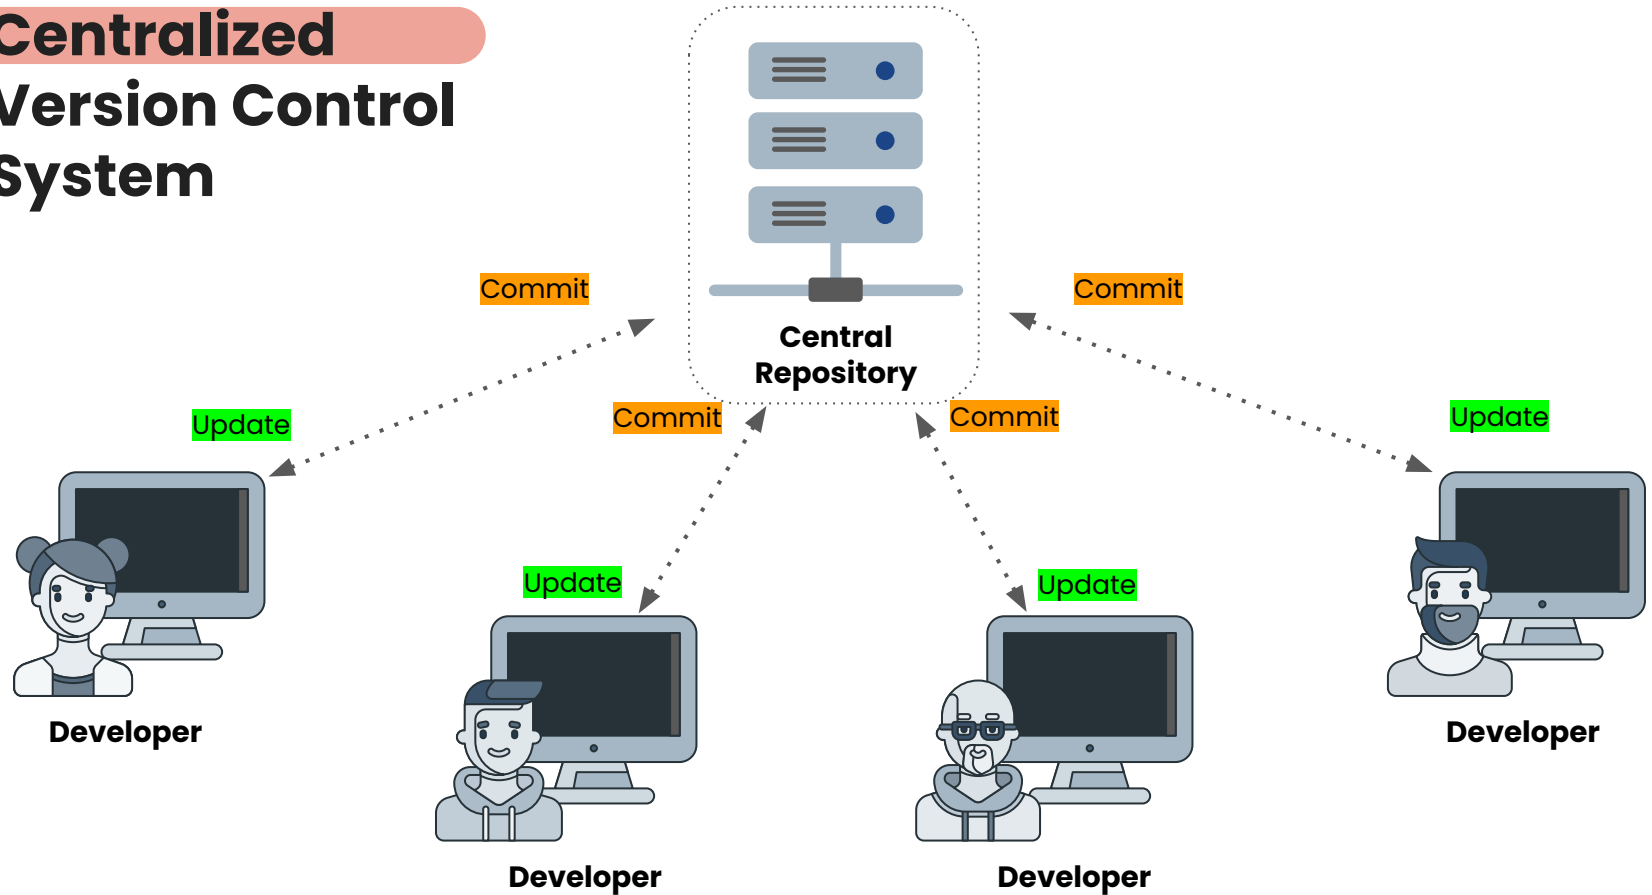 Centralized
Version Control
System
Commit
Commit
Central
Repository
Commit
Commit
Update
Update
Update
Update
Developer
Developer
Developer
Developer